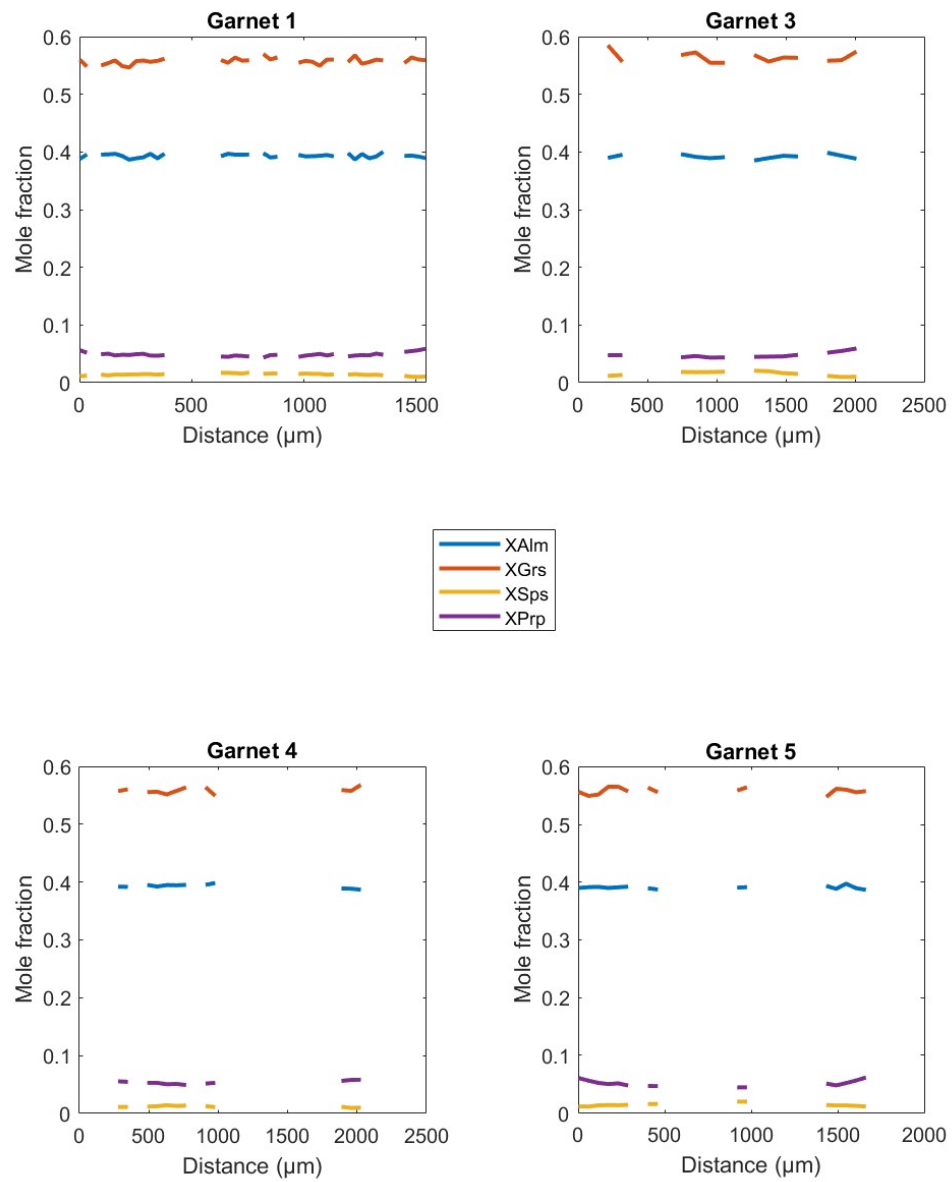 Garnet 1
0.6
0.5
0.4
0.3
0.2
0.1
0
Mole fraction
0 500 1000 1500
Distance (µm)
Garnet 3
0.6
0.5
0.4
0.3
0.2
0.1
0
Mole fraction
0 500 1000 1500 2000 2500
Distance (µm)
XAlm
XGrs
XSps
XPrp
Garnet 4
0.6
0.5
0.4
0.3
0.2
0.1
0
Mole fraction
0 500 1000 1500 2000 2500
Distance (µm)
Garnet 5
0.6
0.5
0.4
0.3
0.2
0.1
0
Mole fraction
0 500 1000 1500 2000
Distance (µm)